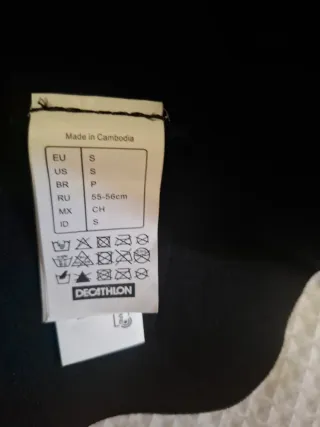 Made in Cambodia
EU S
US S
BR P
RU 55-56cm
MX CH
ID S
DECATHLON